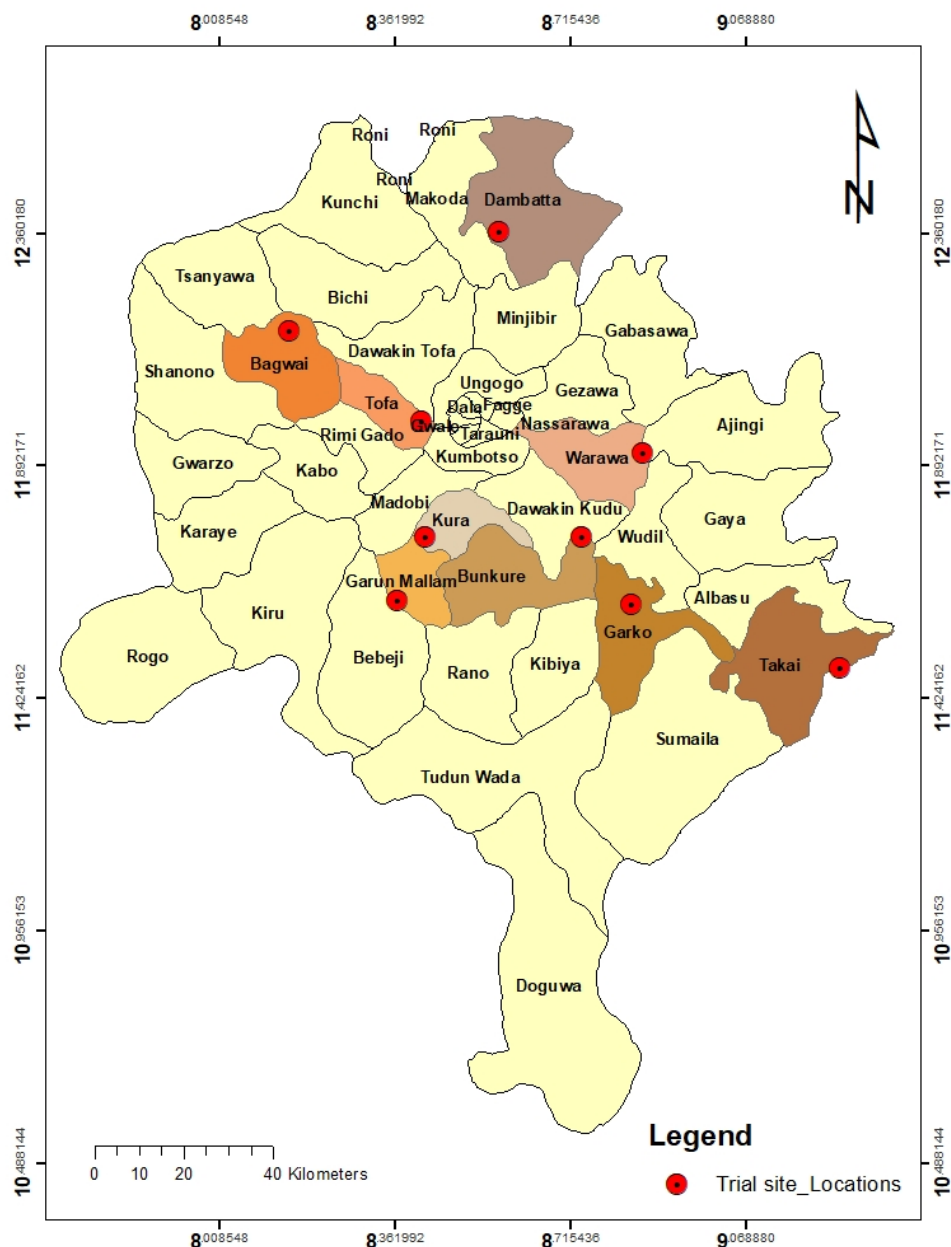 8.008548 8.361992 8.715436 9.068880
Roni Roni
Roni
Kunchi Makoda Dambatta
N
12.360180 12.360180
Tsanyawa
Bichi
Minjibir
Gabasawa
Dawakin Tofa
Shanono Bagwai
Ungogo
Gezawa
Tofa Dala Fagge
Gwale Nassarawa Ajingi
Rimi Gado Tarauni
Kumbotso Warawa
11.892171 11.892171
Gwarzo Kabo
Madobi Dawakin Kudu
Kura Gaya
Karaye Wudil
Garun Mallam Bunkure
Albasu
Kiru
Garko
Rogo Bebeji Rano Kibiya Takai
11.424162 11.424162
Sumaila
Tudun Wada
10.956153 10.956153
Doguwa
Legend
10.488144 10.488144
0 10 20 40 Kilometers
Trial site_Locations
8.008548 8.361992 8.715436 9.068880